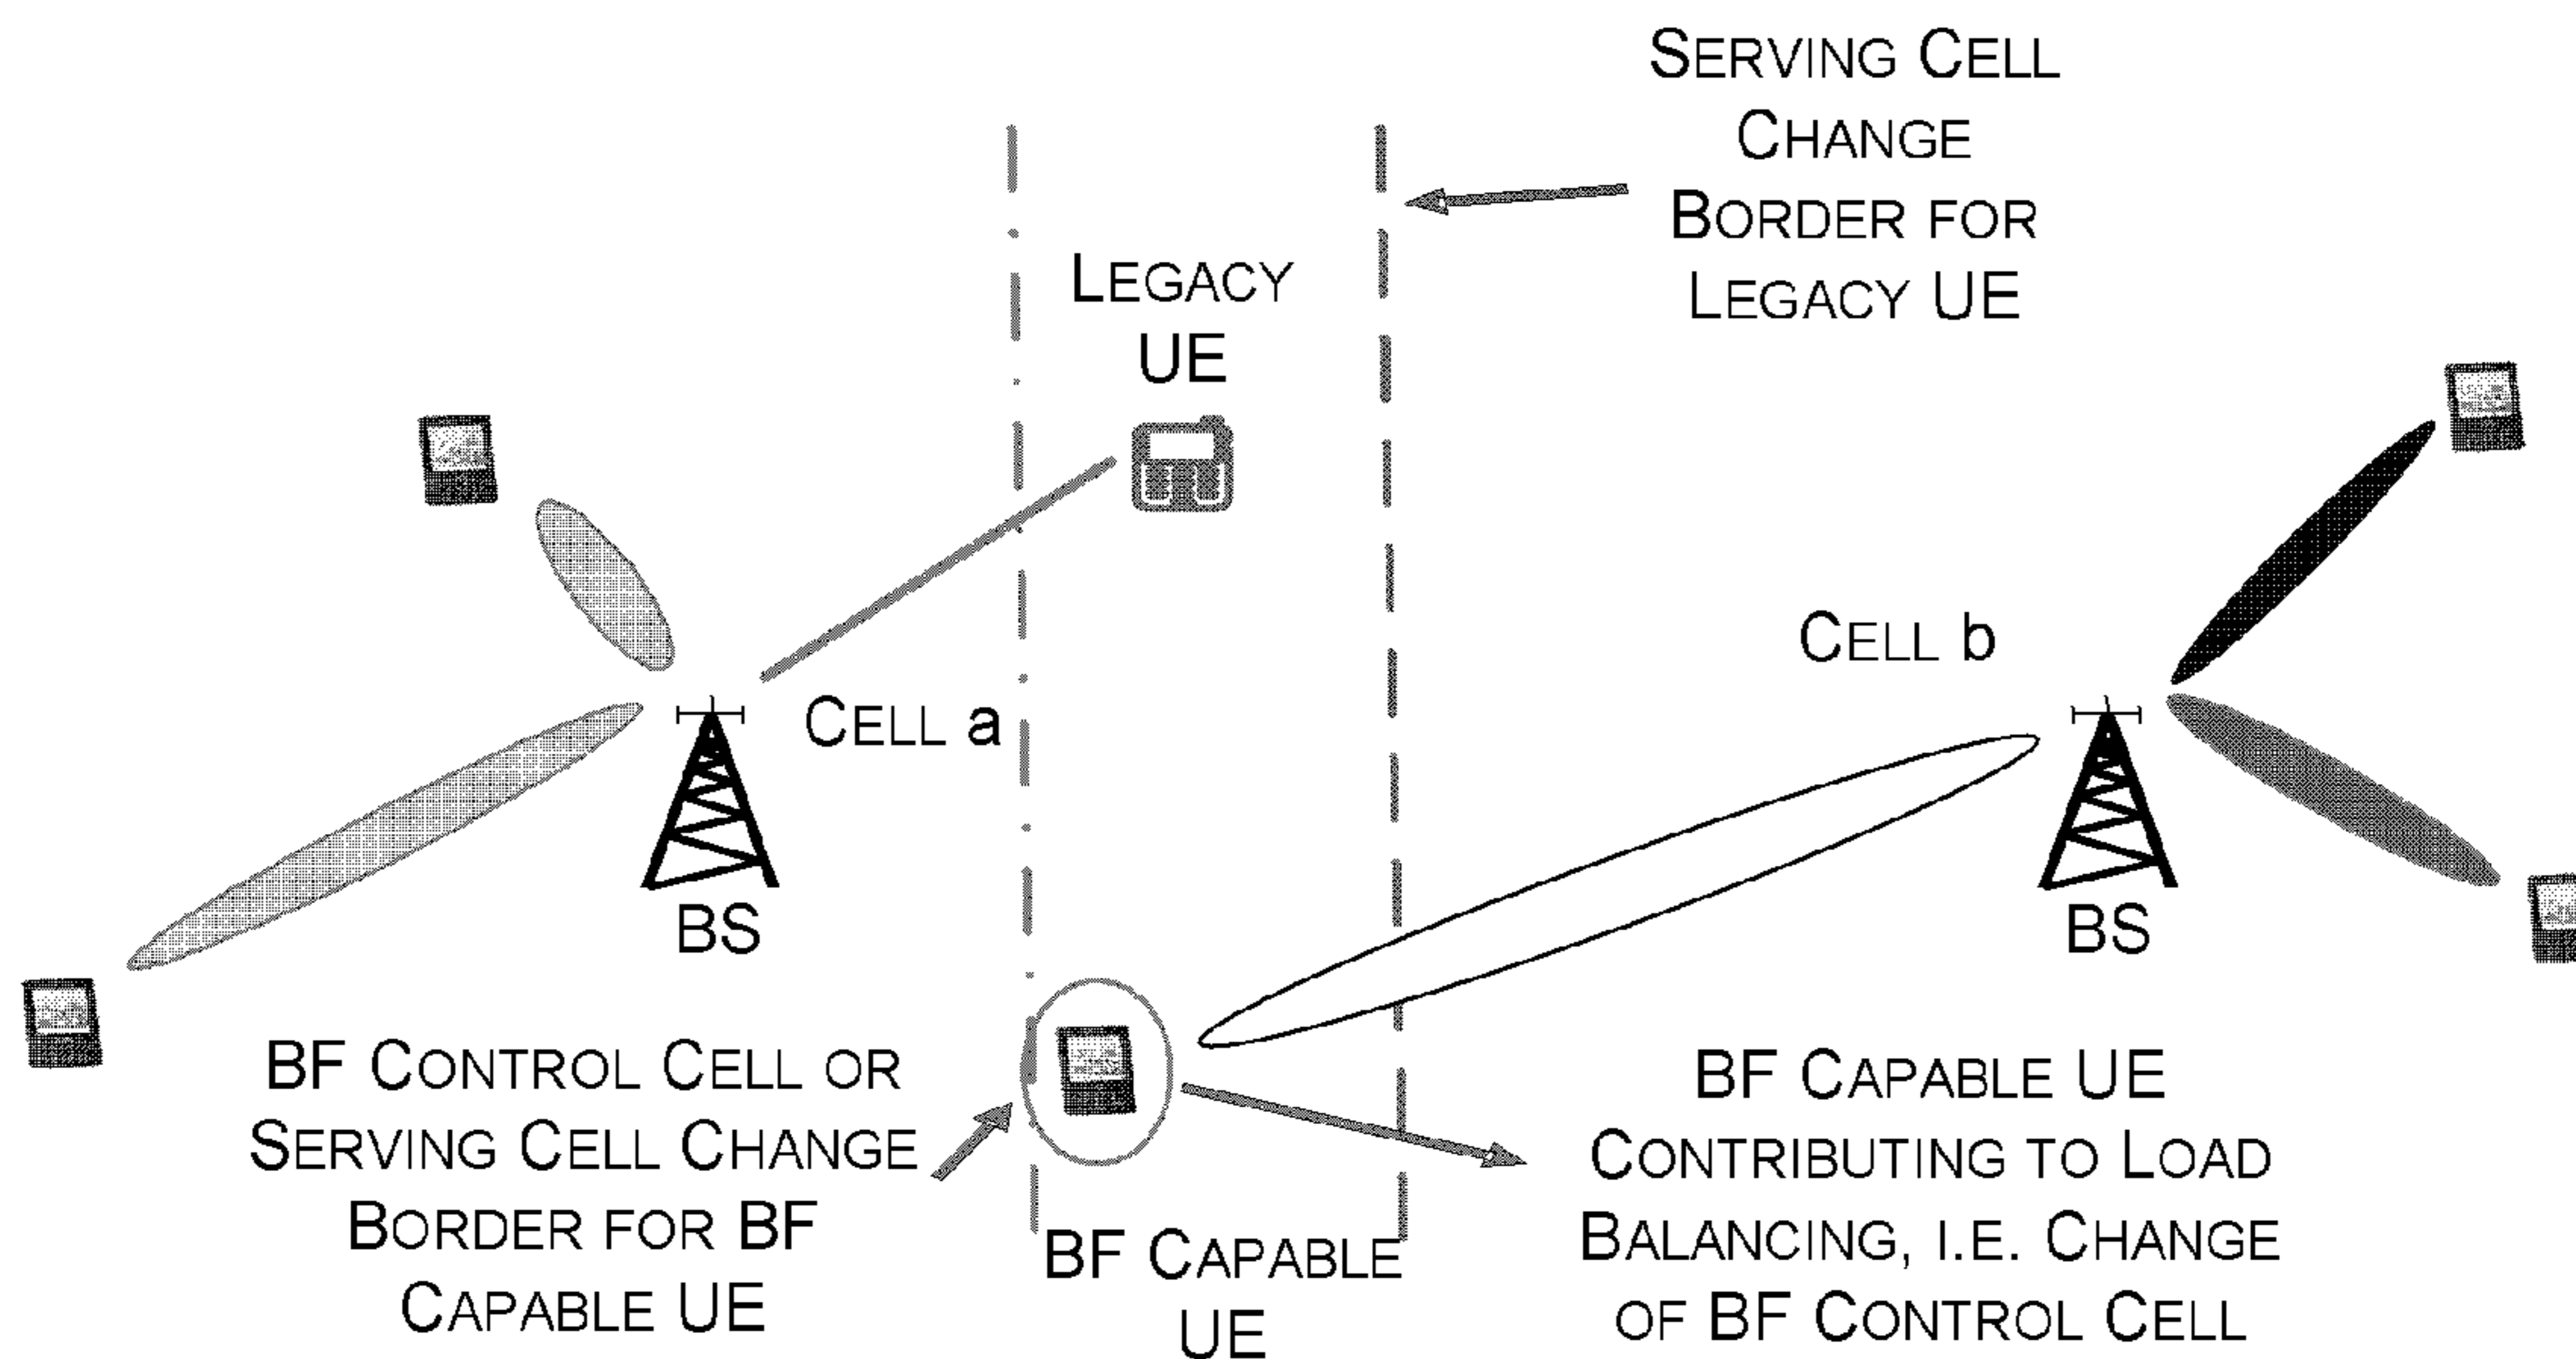 SERVING CELL
CHANGE
BORDER FOR
LEGACY UE
LEGACY
UE
CELL b
CELL a
BS
BS
BF CONTROL CELL OR
SERVING CELL CHANGE
BORDER FOR BF
CAPABLE UE
BF CAPABLE
UE
BF CAPABLE UE
CONTRIBUTING TO LOAD
BALANCING, I.E. CHANGE
OF BF CONTROL CELL